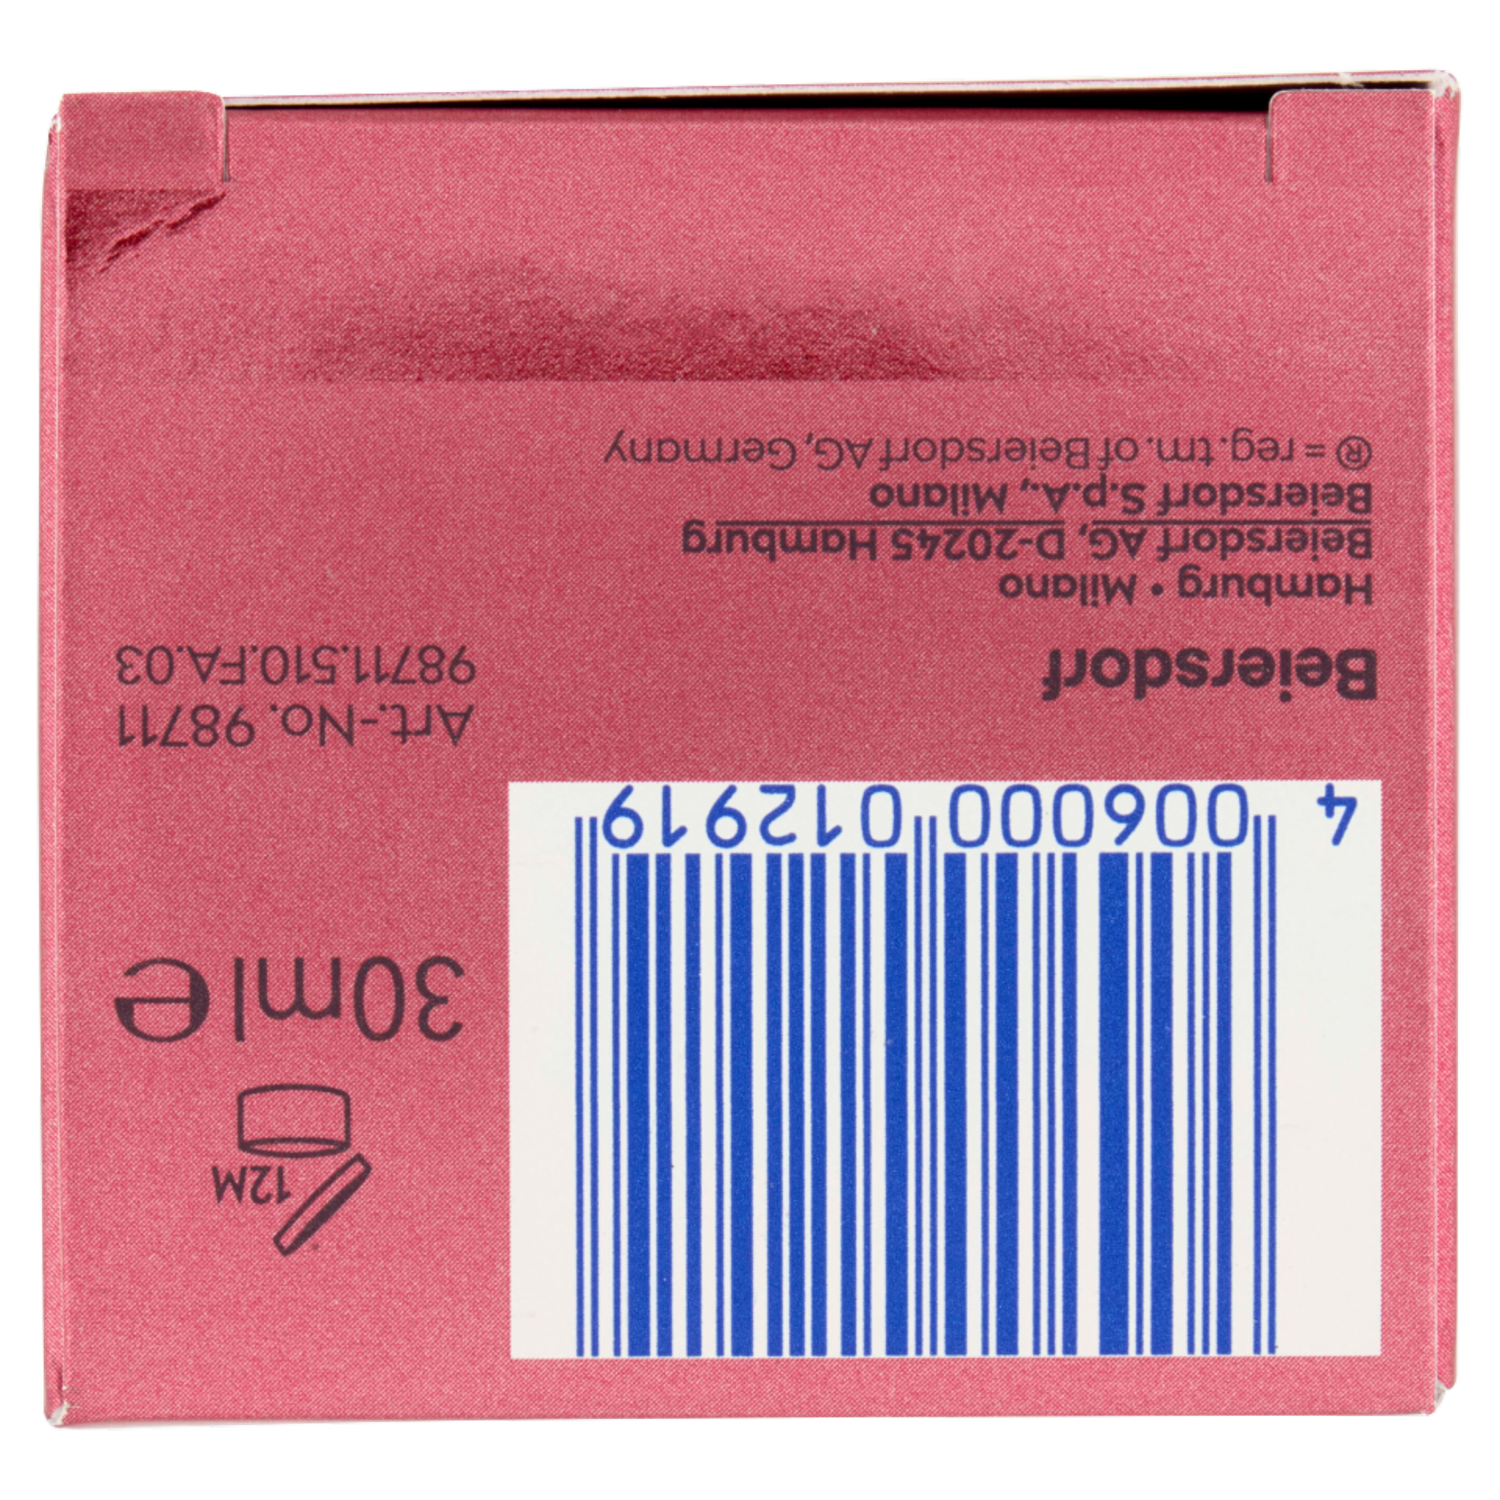 12M
30ml e
4 006000 012919
Beiersdorf
Hamburg • Milano
Beiersdorf AG, D-20245 Hamburg
Beiersdorf S.p.A., Milano
® = reg. tm. of Beiersdorf AG, Germany
Art.-No. 98711
98711.510.FA.03